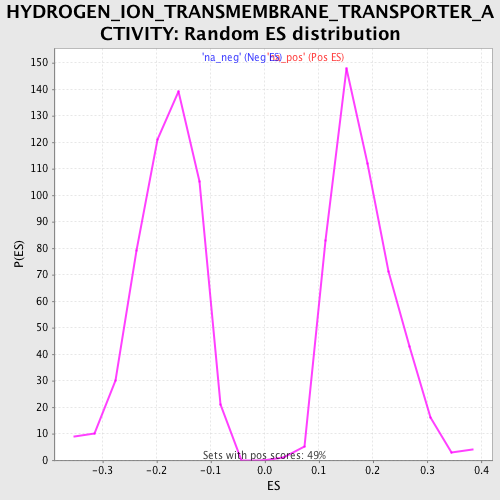 HYDROGEN_ION_TRANSMEMBRANE_TRANSPORTER_A
CTIVITY: Random ES distribution
'na_neg' (Neg ES) 'na_pos' (Pos ES)
150
140
130
120
110
100
90
80
70
60
50
40
30
20
10
0
P(ES)
Sets with pos scores: 49%
-0.3 -0.2 -0.1 0.0 0.1 0.2 0.3 0.4
ES